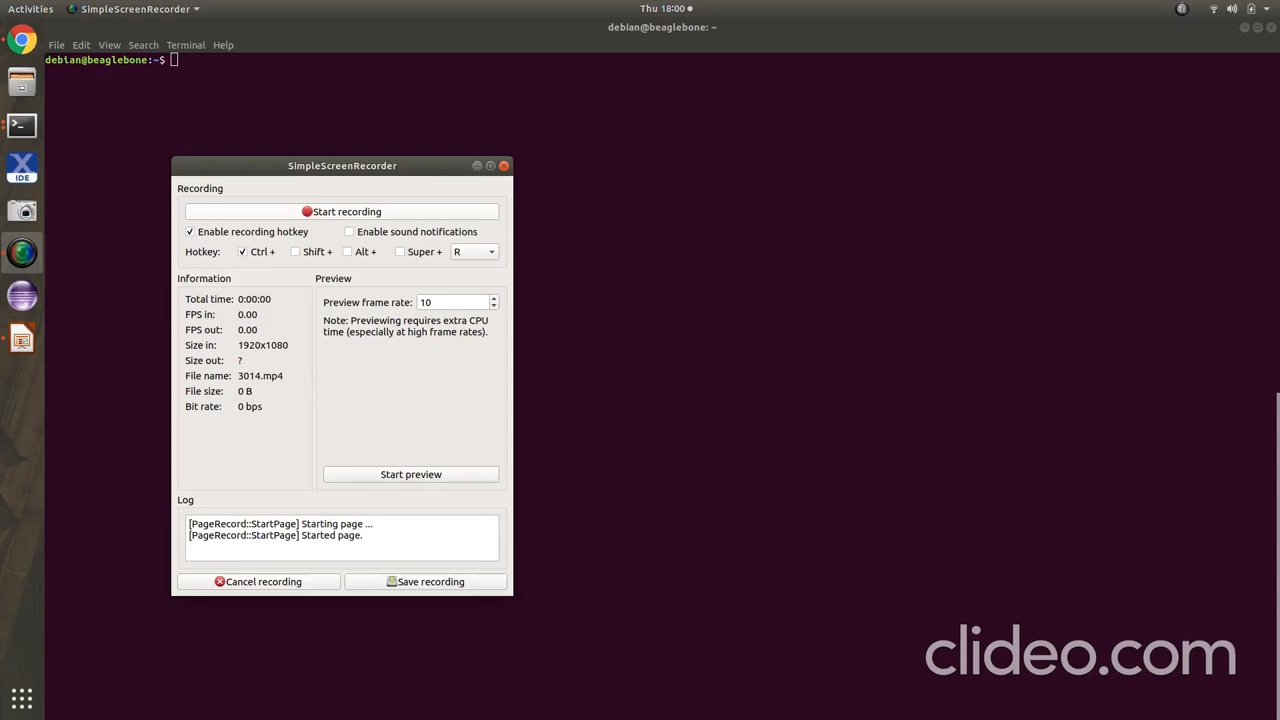 Activities SimpleScreenRecorder Thu 18:00
debian@beaglebone: ~
File Edit View Search Terminal Help
debian@beaglebone:~$
SimpleScreenRecorder
Recording
Start recording
Enable recording hotkey Enable sound notifications
Hotkey: Ctrl + Shift + Alt + Super + R
Information Preview
Total time: 0:00:00
Preview frame rate: 10
FPS in: 0.00
Note: Previewing requires extra CPU
FPS out: 0.00
time (especially at high frame rates).
Size in: 1920x1080
Size out: ?
File name: 3014.mp4
File size: 0 B
Bit rate: 0 bps
Start preview
Log
[PageRecord::StartPage] Starting page ...
[PageRecord::StartPage] Started page.
Cancel recording Save recording
X
IDE
clideo.com